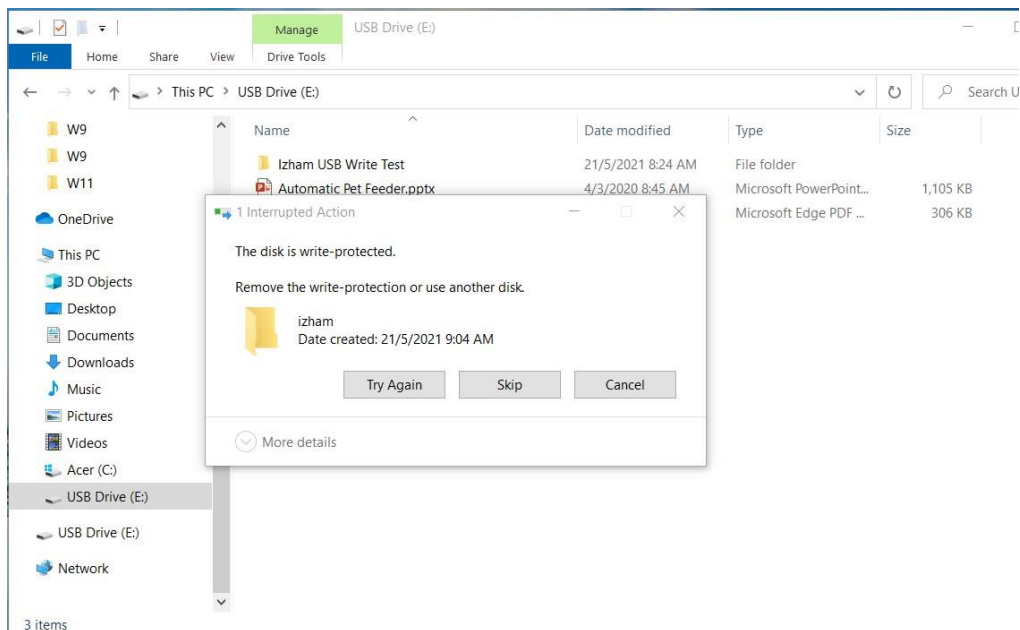 Manage USB Drive (E:)
File Home Share View Drive Tools
This PC > USB Drive (E:) Search U
Name Date modified Type Size
W9
W9
W11
OneDrive
This PC
3D Objects
Desktop
Documents
Downloads
Music
Pictures
Videos
Acer (C:)
USB Drive (E:)
USB Drive (E:)
Network
Izham USB Write Test 21/5/2021 8:24 AM File folder
Automatic Pet Feeder.pptx 4/3/2020 8:45 AM Microsoft PowerPoint... 1,105 KB
Microsoft Edge PDF ... 306 KB
1 Interrupted Action
The disk is write-protected.
Remove the write-protection or use another disk.
izham
Date created: 21/5/2021 9:04 AM
Try Again Skip Cancel
More details
3 items